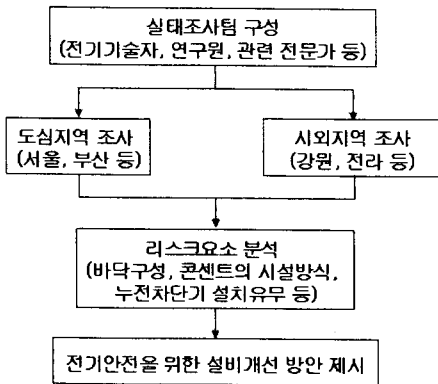 실태조사팀 구성
(전기기술자, 연구원, 관련 전문가 등)
도심지역 조사
(서울, 부산 등)
시외지역 조사
(강원, 전라 등)
리스크요소 분석
(바닥구성, 콘센트의 시설방식,
누전차단기 설치유무 등)
전기안전을 위한 설비개선 방안 제시